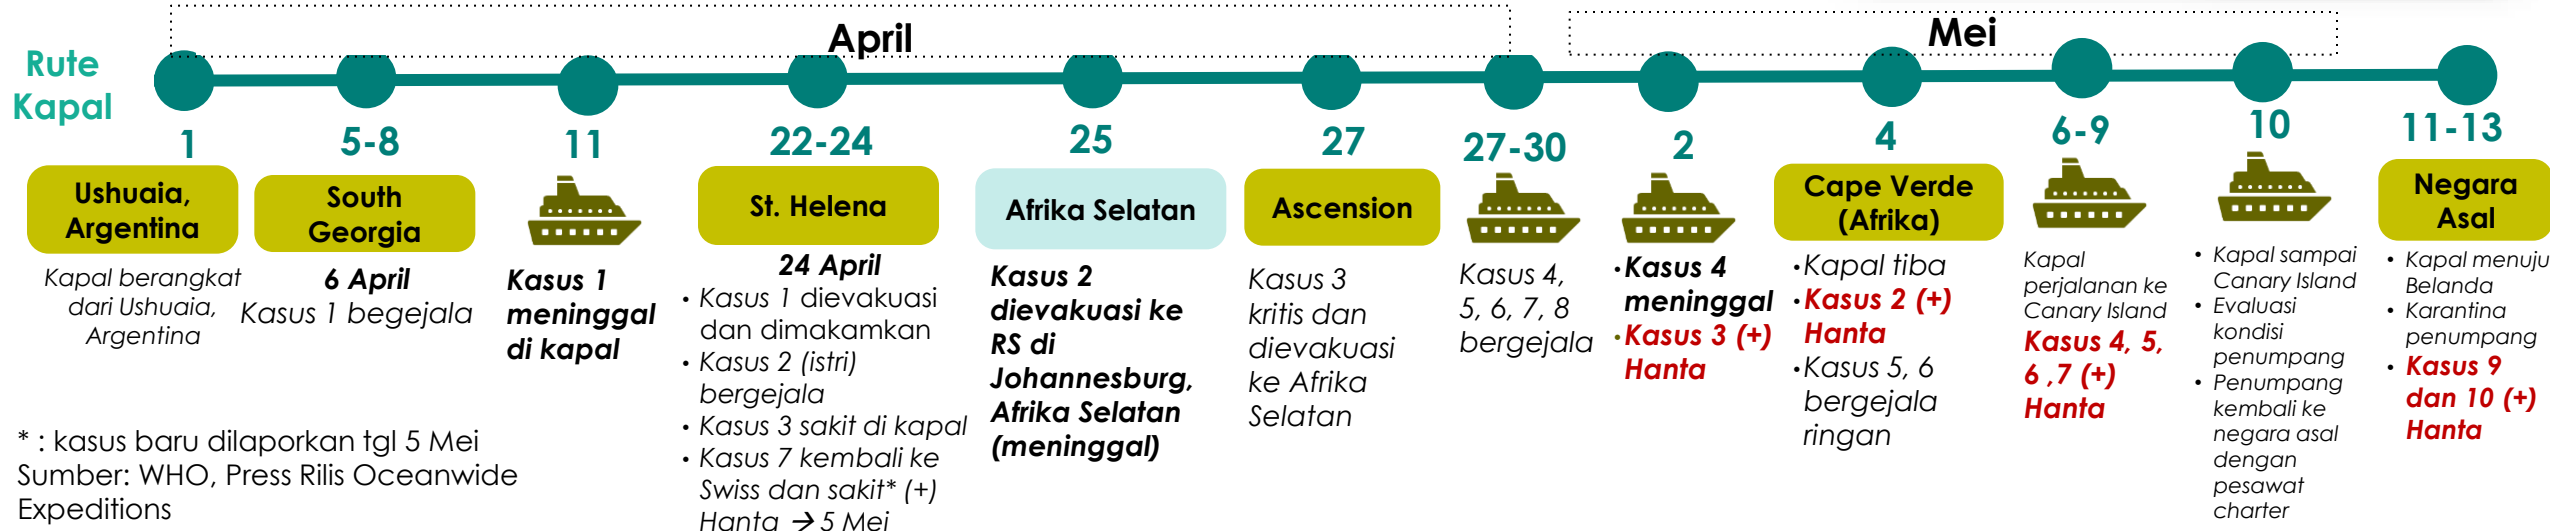 April
Mei
Rute
Kapal
1
5-8
11
22-24
25
27
27-30
2
4
6-9
10
11-13
Ushuaia,
Argentina
Kapal berangkat
dari Ushuaia,
Argentina
South
Georgia
6 April
Kasus 1 begejala
Kasus 1
meninggal
di kapal
St. Helena
24 April
• Kasus 1 dievakuasi
dan dimakamkan
• Kasus 2 (istri)
bergejala
• Kasus 3 sakit di kapal
• Kasus 7 kembali ke
Swiss dan sakit* (+)
Hanta → 5 Mei
Afrika Selatan
Kasus 2
dievakuasi ke
RS di
Johannesburg,
Afrika Selatan
(meninggal)
Ascension
Kasus 3
kritis dan
dievakuasi
ke Afrika
Selatan
Kasus 4,
5, 6, 7, 8
bergejala
• Kasus 4
meninggal
• Kasus 3 (+)
Hanta
Cape Verde
(Afrika)
• Kapal tiba
• Kasus 2 (+)
Hanta
• Kasus 5, 6
bergejala
ringan
Kapal
perjalanan ke
Canary Island
Kasus 4, 5,
6 ,7 (+)
Hanta
• Kapal sampai
Canary Island
• Evaluasi
kondisi
penumpang
• Penumpang
kembali ke
negara asal
dengan
pesawat
charter
Negara
Asal
• Kapal menuju
Belanda
• Karantina
penumpang
• Kasus 9
dan 10 (+)
Hanta
* : kasus baru dilaporkan tgl 5 Mei
Sumber: WHO, Press Rilis Oceanwide
Expeditions